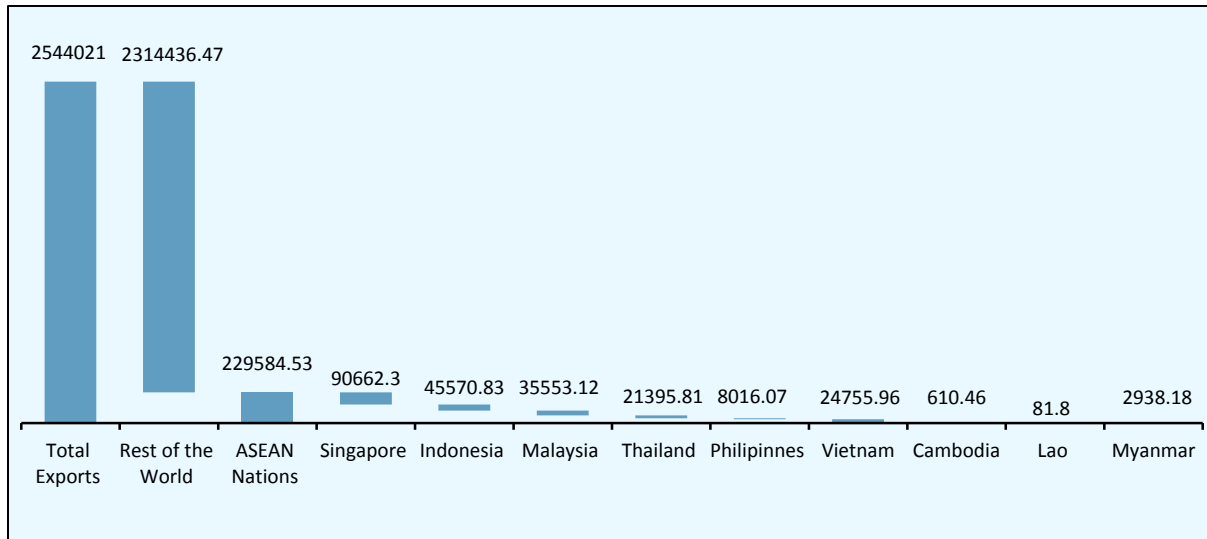 2544021
2314436.47
229584.53
90662.3
45570.83
35553.12
21395.81
8016.07
24755.96
610.46
81.8
2938.18
Total
Exports
Rest of the
World
ASEAN
Nations
Singapore
Indonesia
Malaysia
Thailand
Philipinnes
Vietnam
Cambodia
Lao
Myanmar